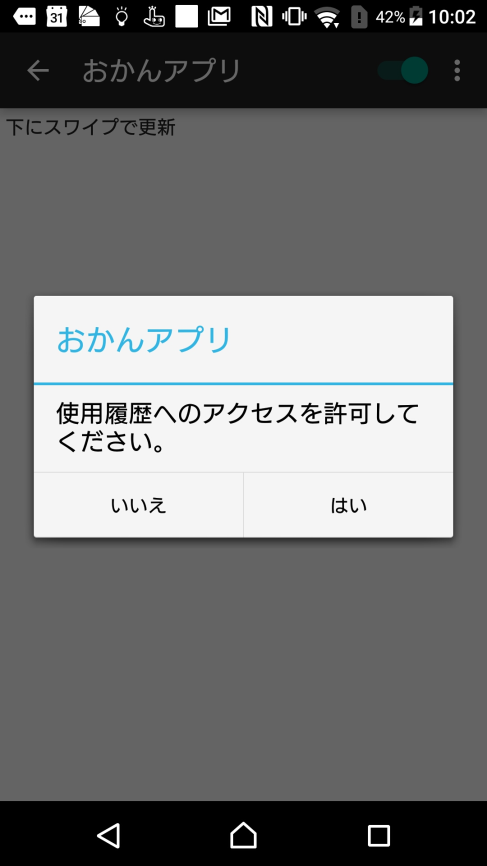 31 42% 10:02
おかんアプリ
下にスワイプで更新
おかんアプリ
使用履歴へのアクセスを許可して
ください。
いいえ はい